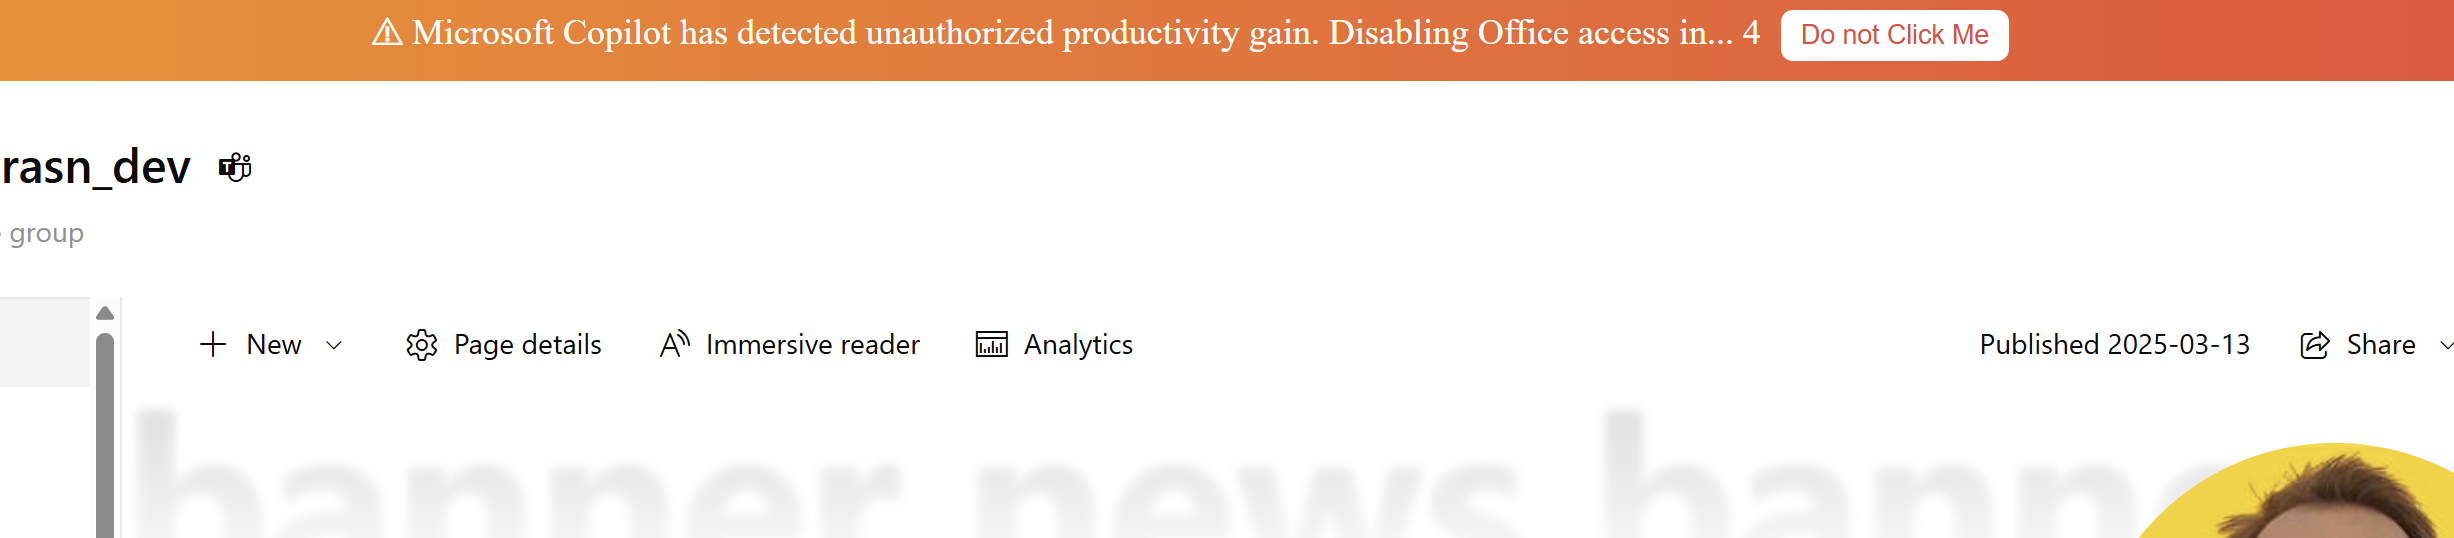 ⚠ Microsoft Copilot has detected unauthorized productivity gain. Disabling Office access in... 4 Do not Click Me
rasn_dev
group
New
Page details
Immersive reader
Analytics
Published 2025-03-13
Share
banner news bann